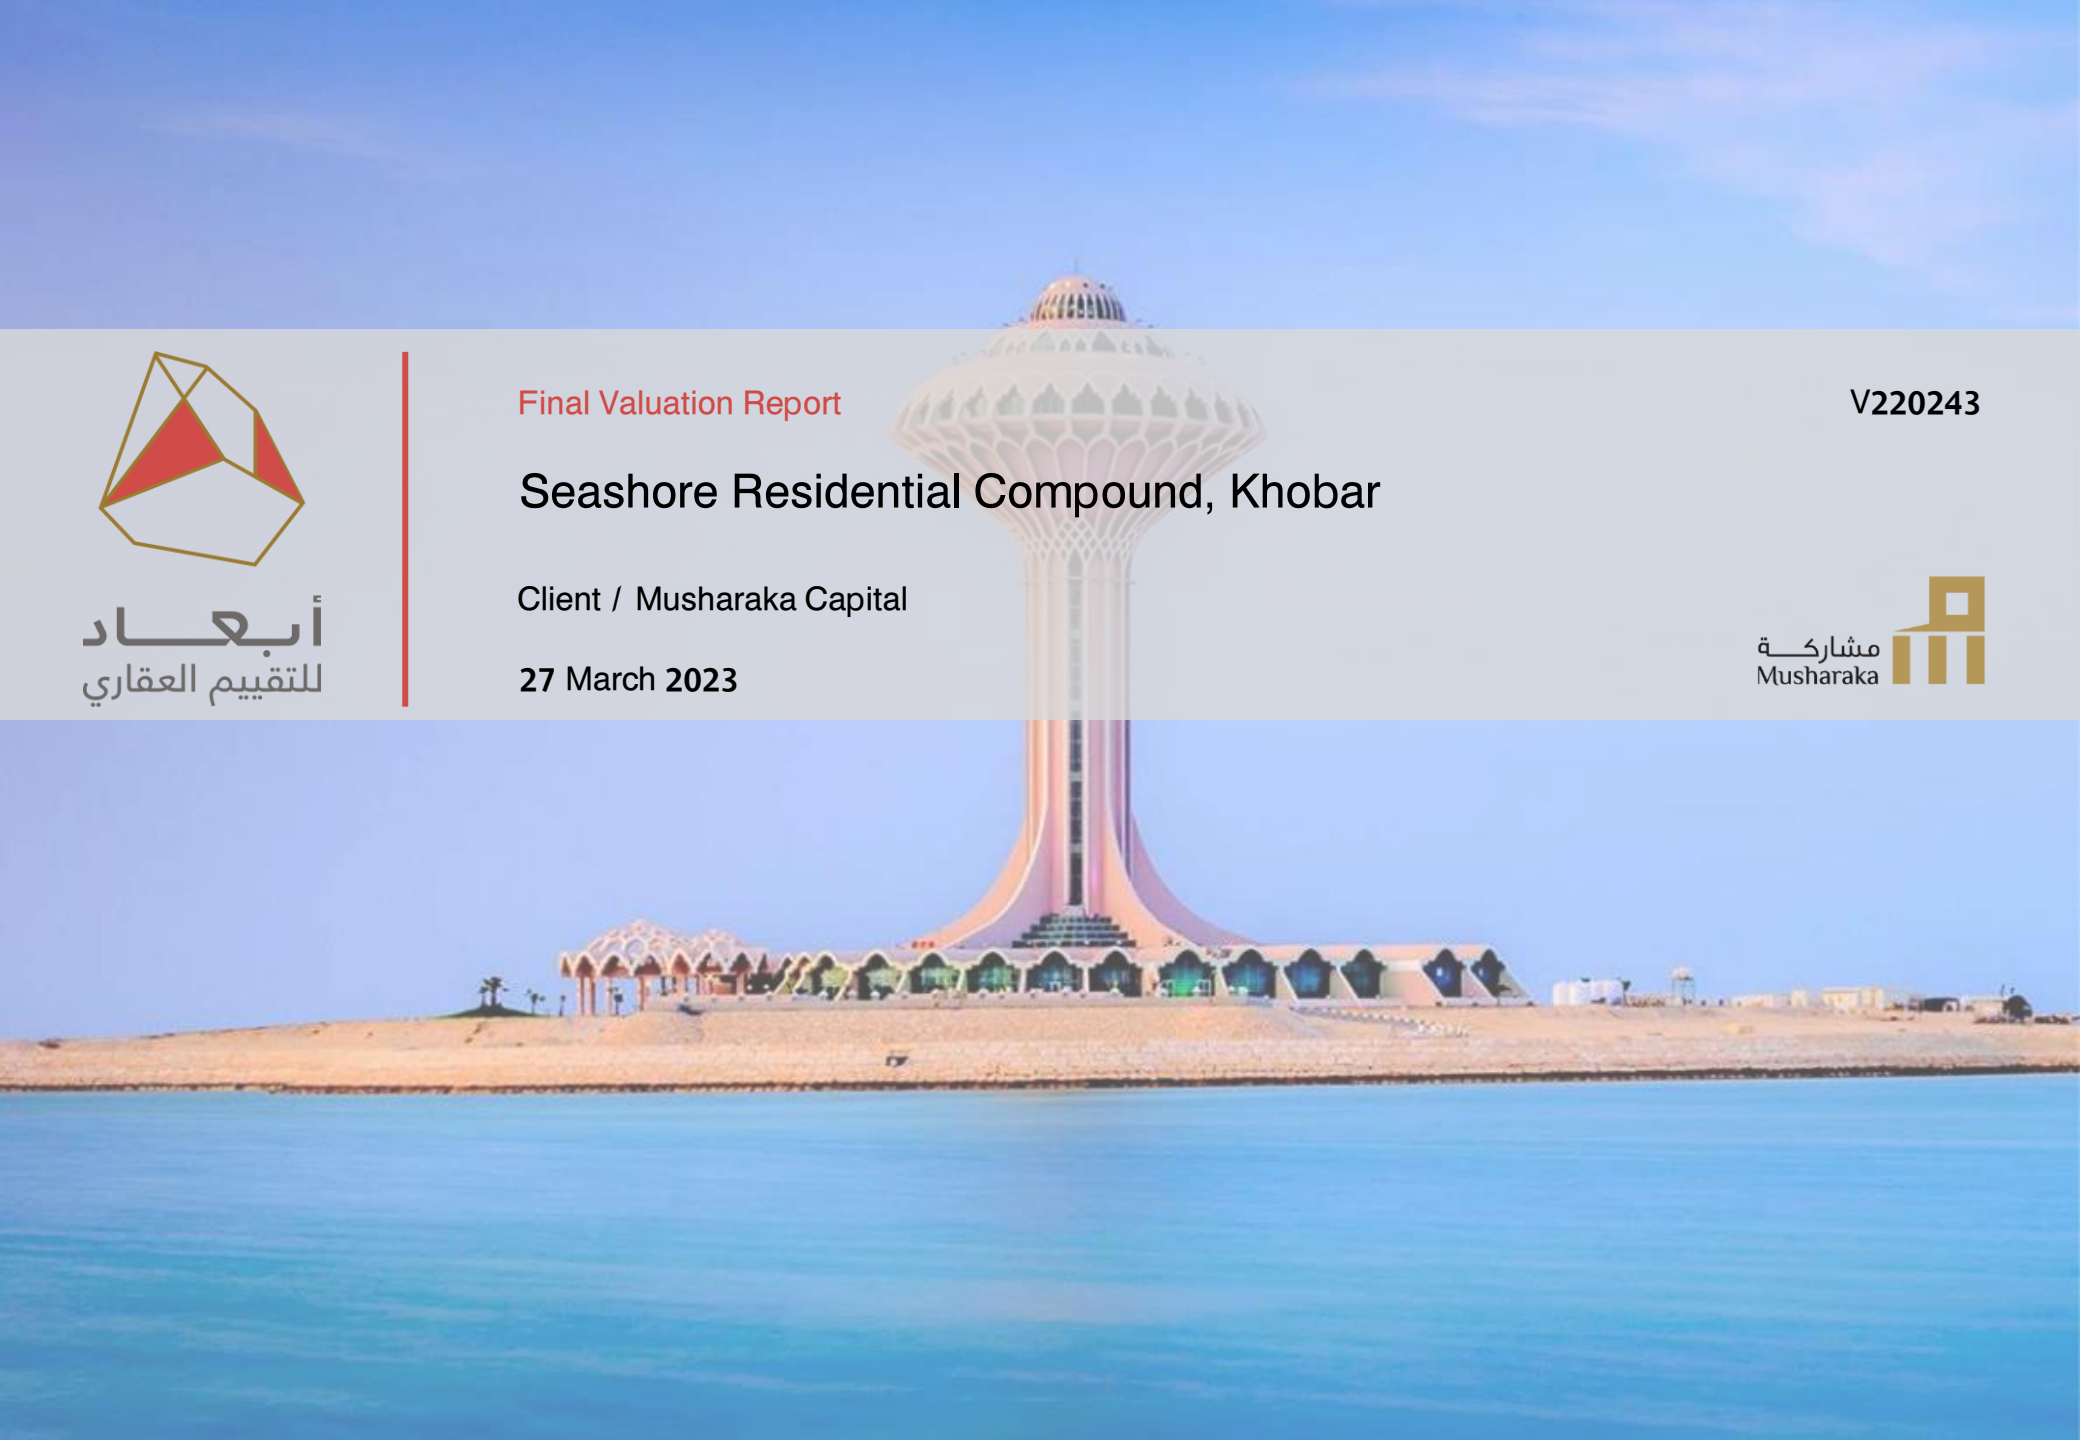 Final Valuation Report
V220243
Seashore Residential Compound, Khobar
Client / Musharaka Capital
27 March 2023
أبعاد
للتقييم العقاري
مشاركة
Musharaka